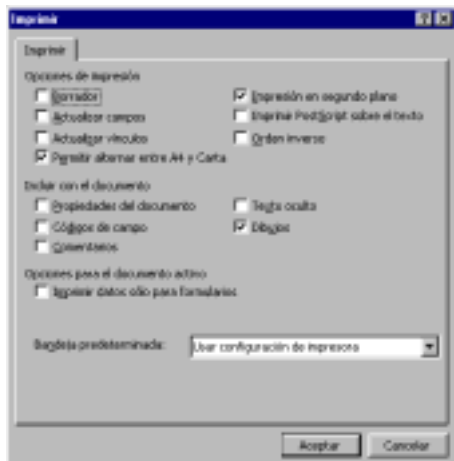 Imprimir
Imprimir
Opciones de impresión
Borrador
Impresión en segundo plano
Actualizar campos
Imprimir PostScript sobre el texto
Actualizar vínculos
Orden inverso
Permitir alternar entre A4 y Carta
Incluir con el documento
Propiedades del documento
Texto oculto
Códigos de campo
Dibujos
Comentarios
Opciones para el documento activo
Imprimir datos sólo para formularios
Bandeja predeterminada:
Usar configuración de impresora
Aceptar
Cancelar